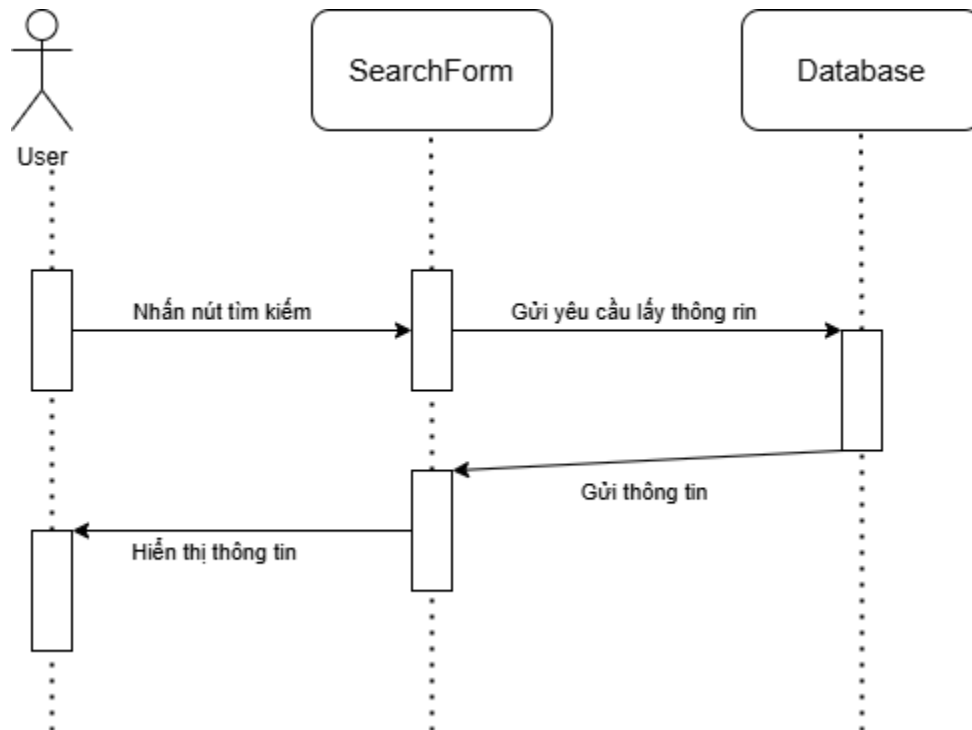 User
SearchForm
Database
Nhấn nút tìm kiếm
Gửi yêu cầu lấy thông rin
Gửi thông tin
Hiển thị thông tin